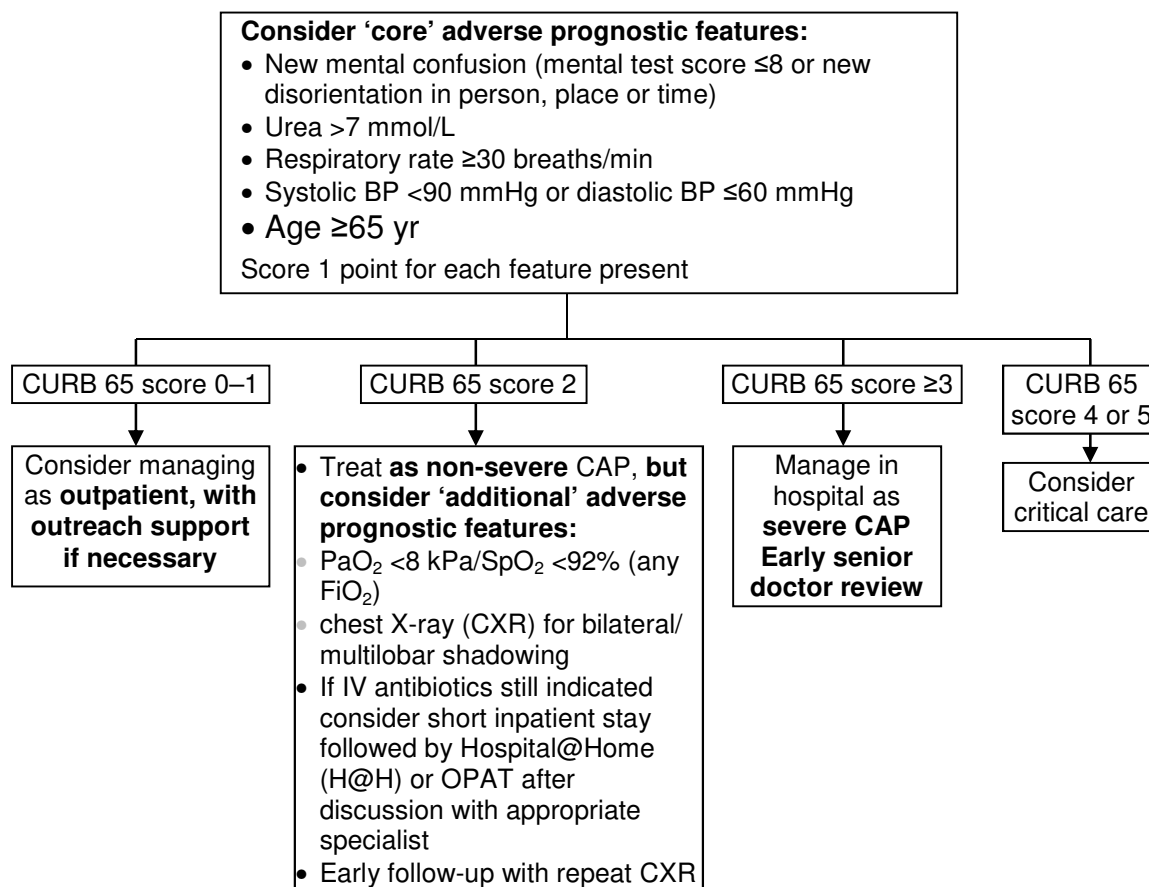 Consider ‘core’ adverse prognostic features:
• New mental confusion (mental test score ≤8 or new
disorientation in person, place or time)
• Urea >7 mmol/L
• Respiratory rate ≥30 breaths/min
• Systolic BP <90 mmHg or diastolic BP ≤60 mmHg
• Age ≥65 yr
Score 1 point for each feature present
CURB 65 score 0–1
Consider managing
as outpatient, with
outreach support
if necessary
CURB 65 score 2
• Treat as non-severe CAP, but
consider ‘additional’ adverse
prognostic features:
• PaO₂ <8 kPa/SpO₂ <92% (any
FiO₂)
• chest X-ray (CXR) for bilateral/
multilobar shadowing
• If IV antibiotics still indicated
consider short inpatient stay
followed by Hospital@Home
(H@H) or OPAT after
discussion with appropriate
specialist
• Early follow-up with repeat CXR
CURB 65 score ≥3
Manage in
hospital as
severe CAP
Early senior
doctor review
CURB 65
score 4 or 5
Consider
critical care